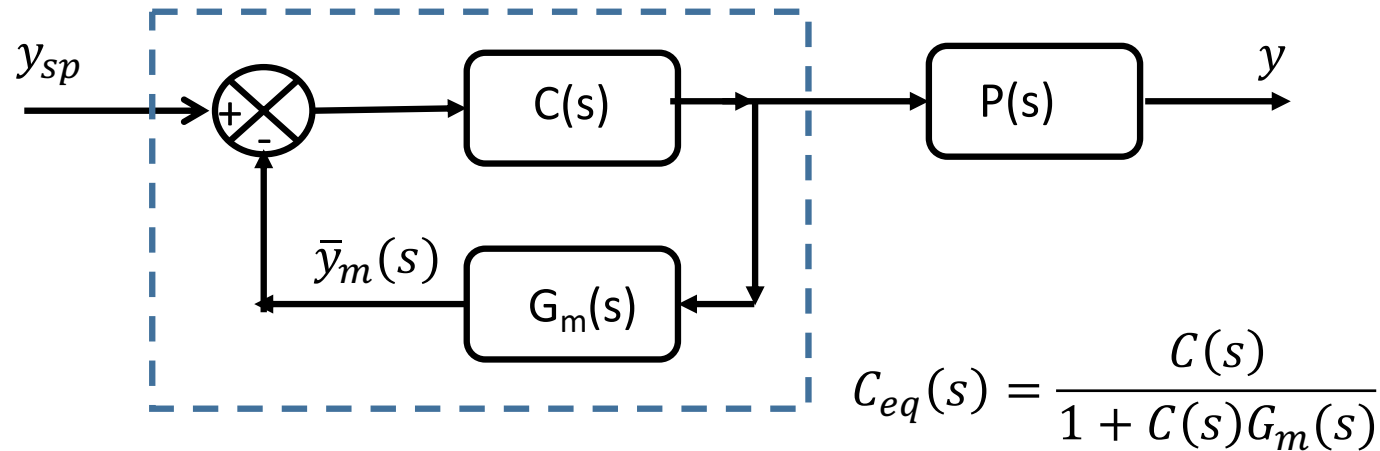 y_sp
+
-
C(s)
P(s)
y
ȳ_m(s)
G_m(s)
C_eq(s) = C(s) / (1 + C(s)G_m(s))